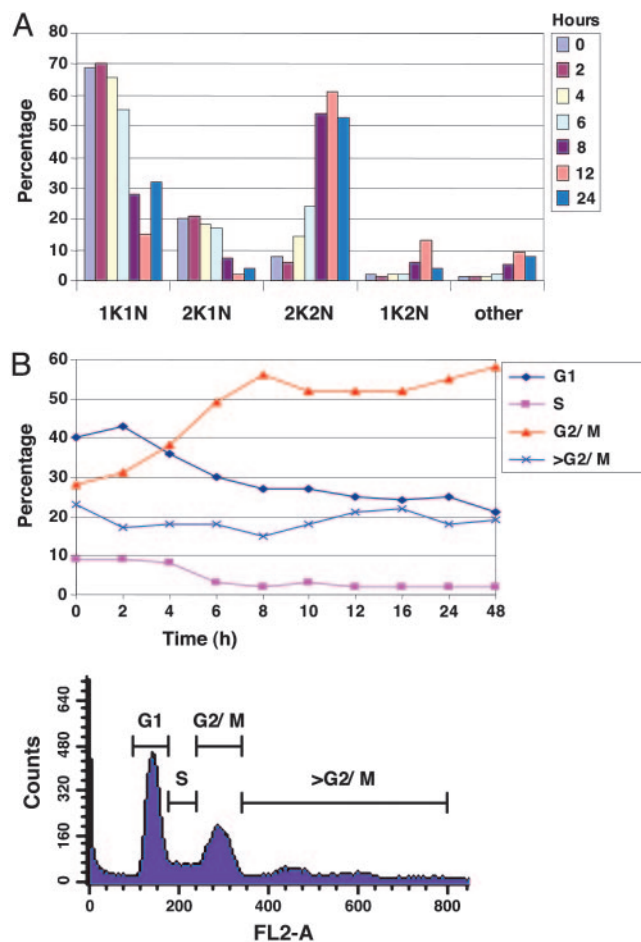 A
Hours
0
2
4
6
8
12
24
Percentage
80
70
60
50
40
30
20
10
0
1K1N 2K1N 2K2N 1K2N other
B
Percentage
60
50
40
30
20
10
0
0 2 4 6 8 10 12 16 24 48
Time (h)
G1
S
G2/ M
>G2/ M
Counts
640
480
320
160
0
G1 G2/ M
S >G2/ M
0 200 400 600 800
FL2-A